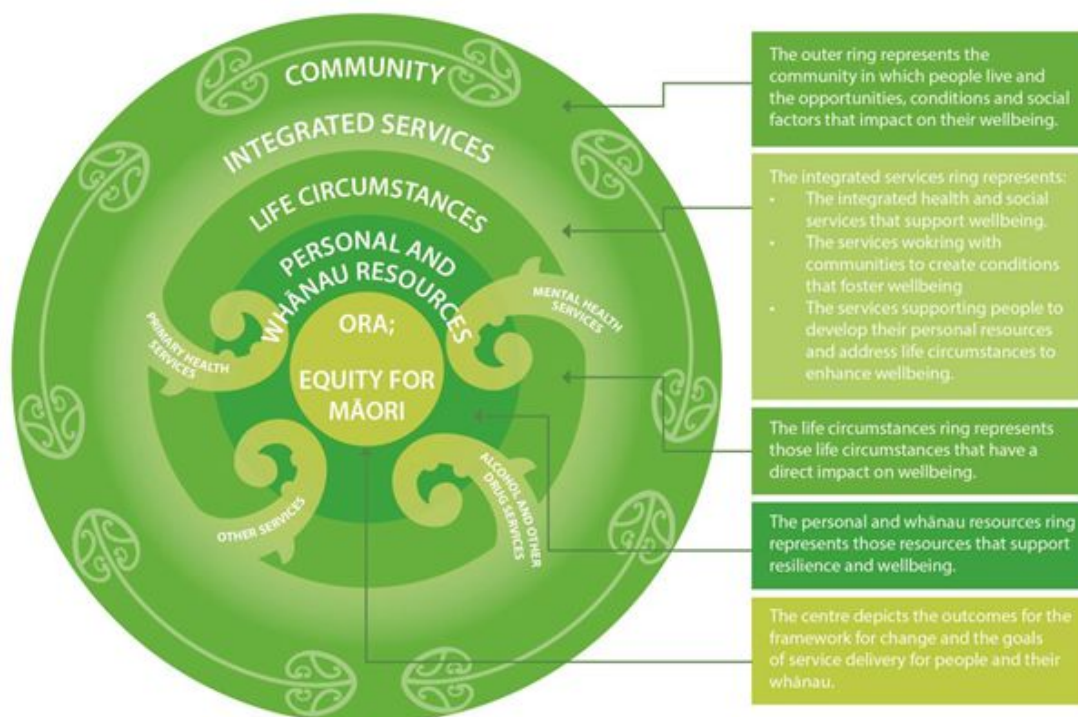 COMMUNITY
INTEGRATED SERVICES
LIFE CIRCUMSTANCES
PERSONAL AND
WHĀNAU RESOURCES
ORA;
EQUITY FOR
MĀORI
PRIMARY HEALTH
SERVICES
MENTAL HEALTH
SERVICES
OTHER SERVICES
ALCOHOL AND OTHER
DRUG SERVICES
The outer ring represents the
community in which people live and
the opportunities, conditions and social
factors that impact on their wellbeing.
The integrated services ring represents:
• The integrated health and social
services that support wellbeing.
• The services wokring with
communities to create conditions
that foster wellbeing
• The services supporting people to
develop their personal resources
and address life circumstances to
enhance wellbeing.
The life circumstances ring represents
those life circumstances that have a
direct impact on wellbeing.
The personal and whānau resources ring
represents those resources that support
resilience and wellbeing.
The centre depicts the outcomes for the
framework for change and the goals
of service delivery for people and their
whānau.